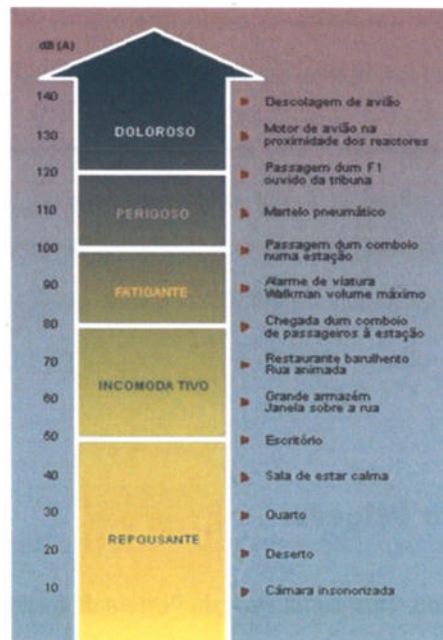 dB (A)
140
Descolagem de avião
130
DOLOROSO
Motor de avião na
proximidade dos reactores
120
Passagem dum F1
ouvido da tribuna
110
PERIGOSO
Martelo pneumático
100
Passagem dum comboio
numa estação
90
FATIGANTE
Alarme de viatura
Walkman volume máximo
80
Chegada dum comboio
de passageiros à estação
70
INCOMODA TIVO
Restaurante barulhento
Rua animada
60
Grande armazém
Janela sobre a rua
50
Escritório
40
Sala de estar calma
30
Quarto
20
REPOUSANTE
Deserto
10
Câmara insonorizada